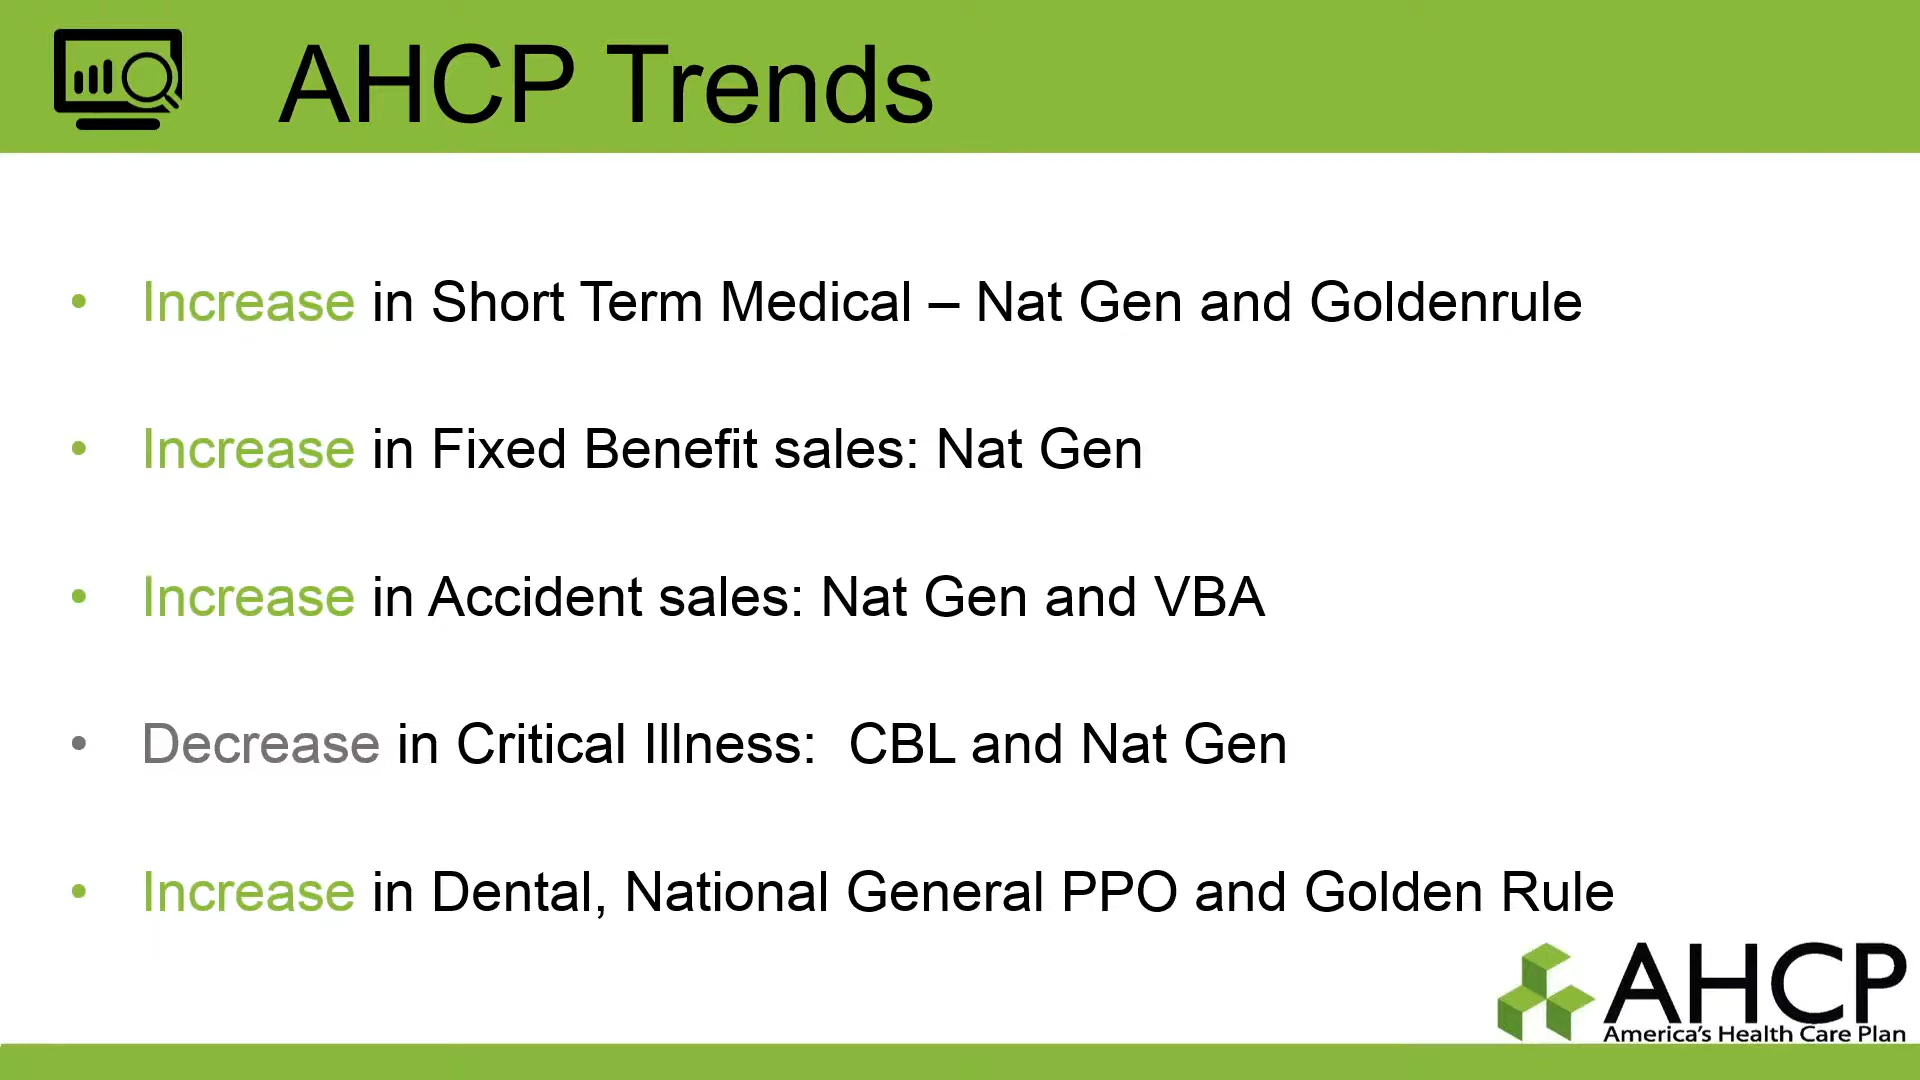 AHCP Trends
• Increase in Short Term Medical – Nat Gen and Goldenrule
• Increase in Fixed Benefit sales: Nat Gen
• Increase in Accident sales: Nat Gen and VBA
• Decrease in Critical Illness:  CBL and Nat Gen
• Increase in Dental, National General PPO and Golden Rule
AHCP
America's Health Care Plan